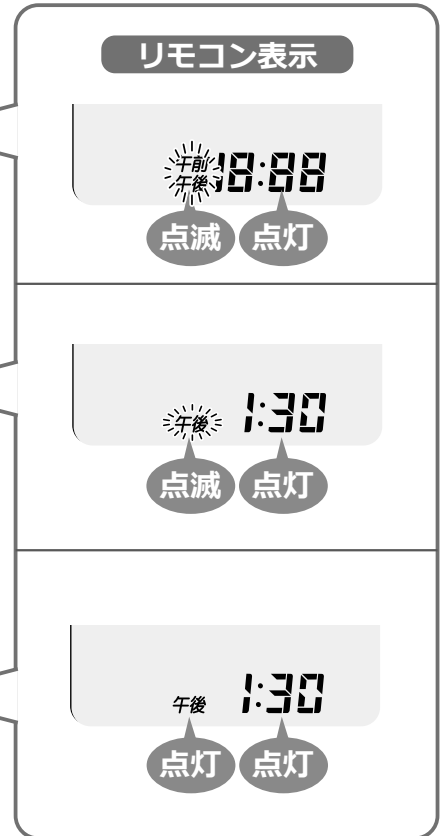 リモコン表示
午前
午後 18:88
点滅 点灯
午後 1:30
点滅 点灯
午後 1:30
点灯 点灯